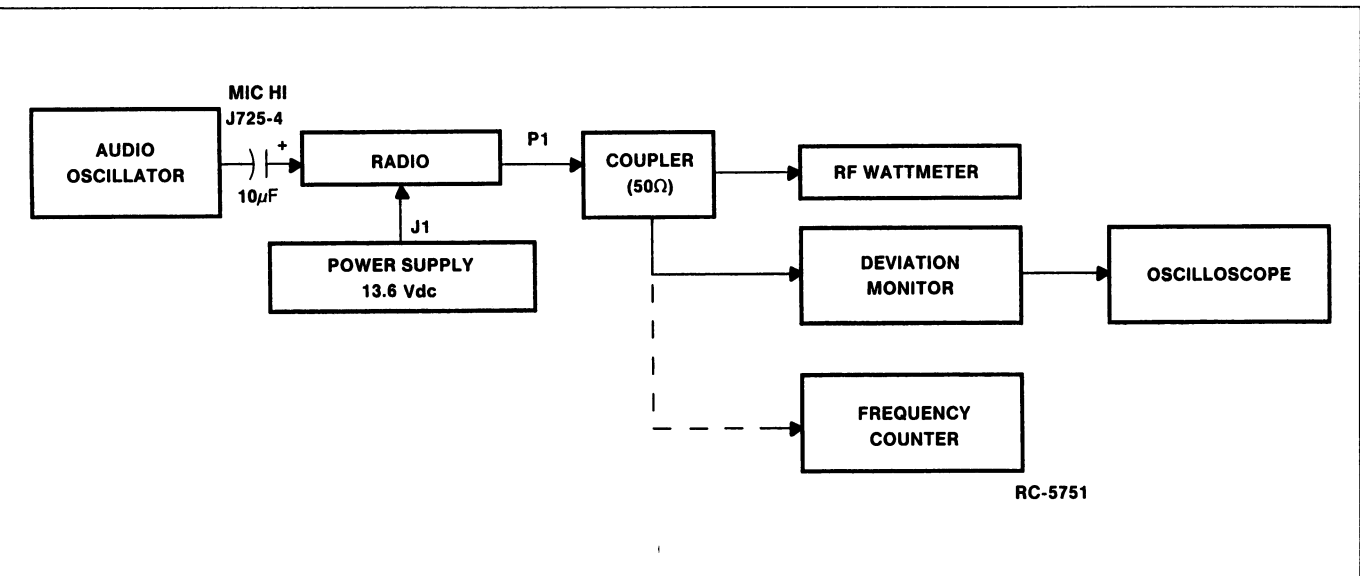 MIC HI
J725-4
AUDIO
OSCILLATOR
+
10μF
RADIO
P1
COUPLER
(50Ω)
RF WATTMETER
J1
POWER SUPPLY
13.6 Vdc
DEVIATION
MONITOR
OSCILLOSCOPE
FREQUENCY
COUNTER
RC-5751